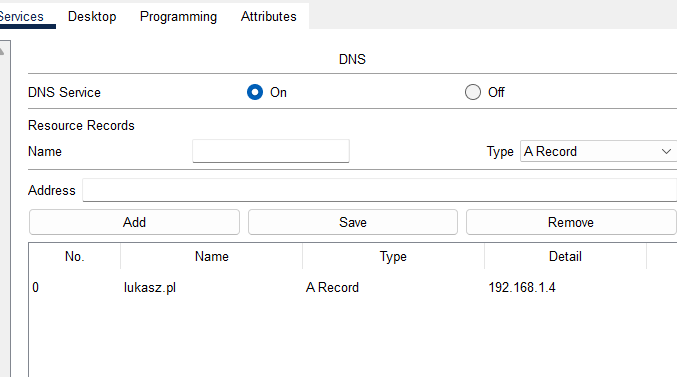 Services Desktop Programming Attributes
DNS
DNS Service On Off
Resource Records
Name Type A Record
Address
Add Save Remove
No. Name Type Detail
0 lukasz.pl A Record 192.168.1.4